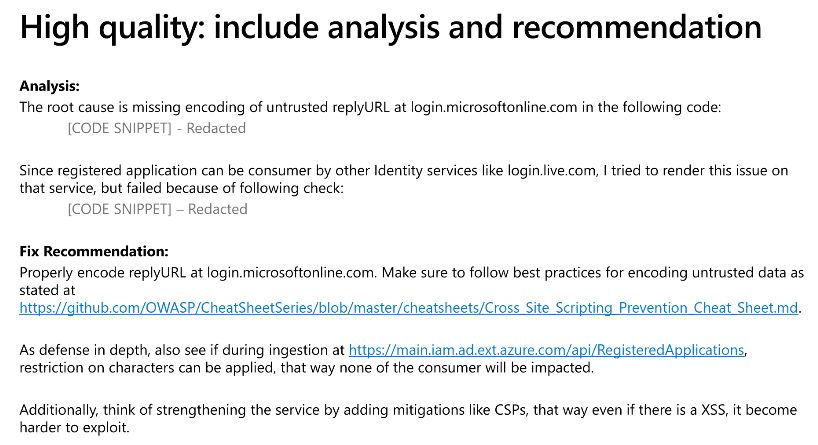 High quality: include analysis and recommendation
Analysis:
The root cause is missing encoding of untrusted replyURL at login.microsoftonline.com in the following code:
[CODE SNIPPET] - Redacted
Since registered application can be consumer by other Identity services like login.live.com, I tried to render this issue on
that service, but failed because of following check:
[CODE SNIPPET] – Redacted
Fix Recommendation:
Properly encode replyURL at login.microsoftonline.com. Make sure to follow best practices for encoding untrusted data as
stated at
https://github.com/OWASP/CheatSheetSeries/blob/master/cheatsheets/Cross_Site_Scripting_Prevention_Cheat_Sheet.md.
As defense in depth, also see if during ingestion at https://main.iam.ad.ext.azure.com/api/RegisteredApplications,
restriction on characters can be applied, that way none of the consumer will be impacted.
Additionally, think of strengthening the service by adding mitigations like CSPs, that way even if there is a XSS, it become
harder to exploit.